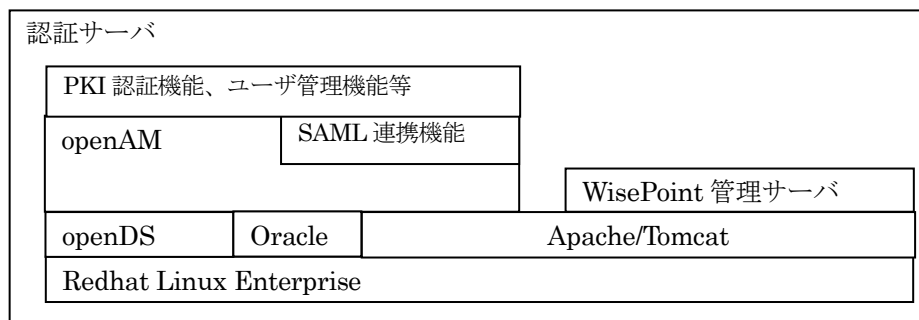 認証サーバ
PKI 認証機能、ユーザ管理機能等
openAM
SAML 連携機能
WisePoint 管理サーバ
openDS
Oracle
Apache/Tomcat
Redhat Linux Enterprise